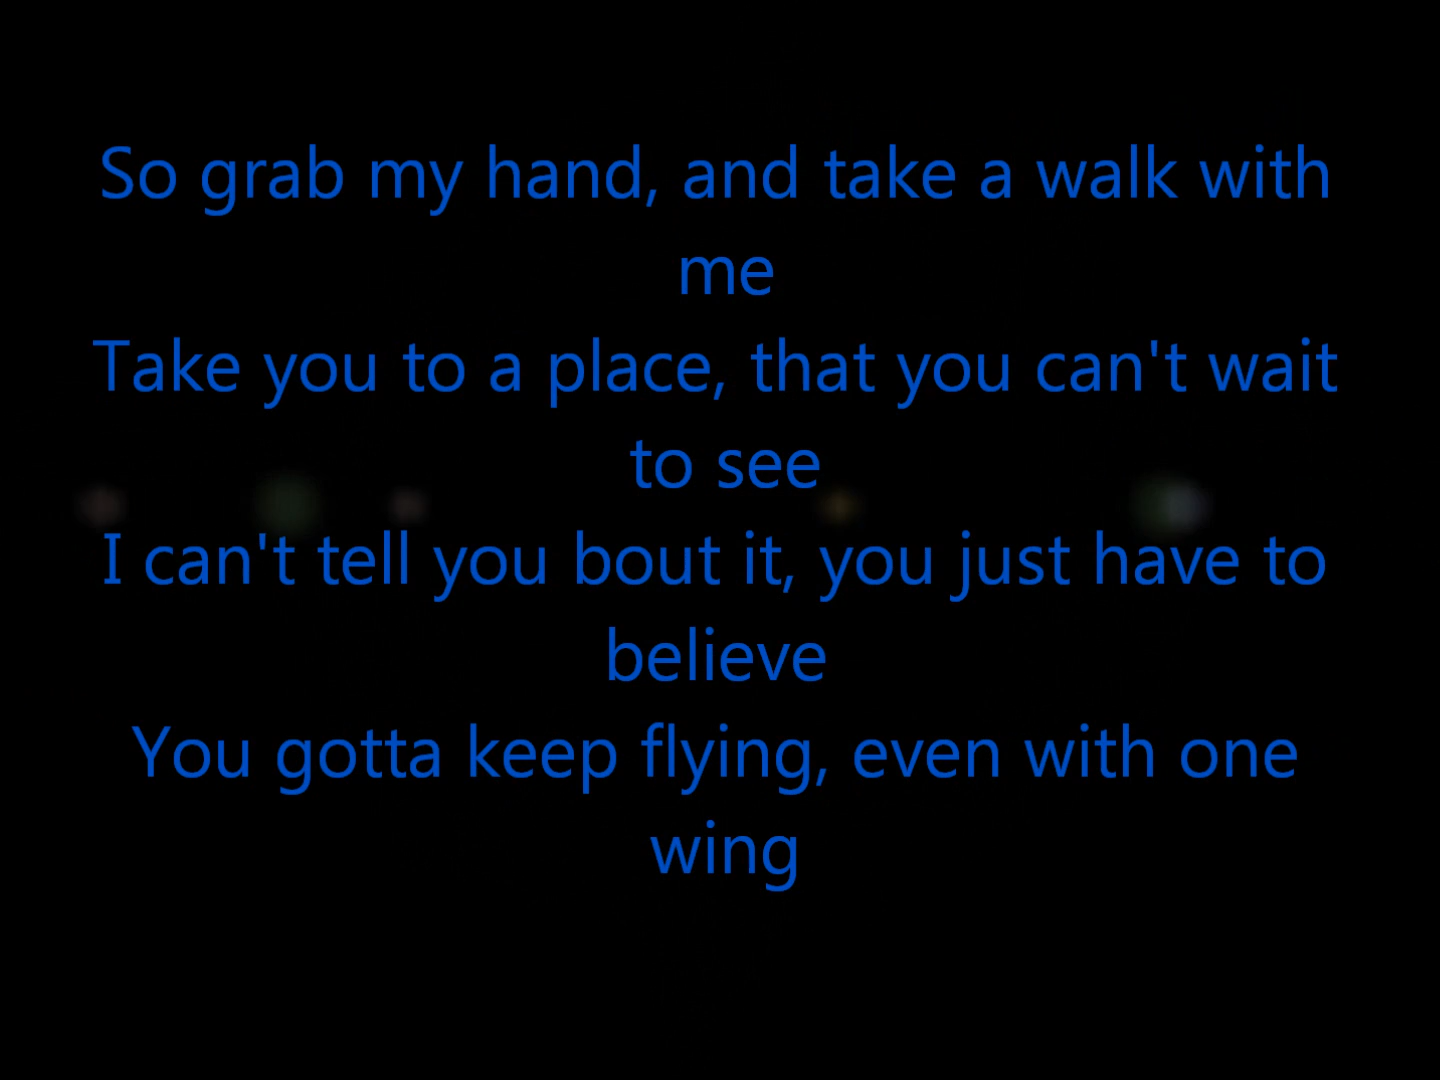 So grab my hand, and take a walk with
me
Take you to a place, that you can't wait
to see
I can't tell you bout it, you just have to
believe
You gotta keep flying, even with one
wing